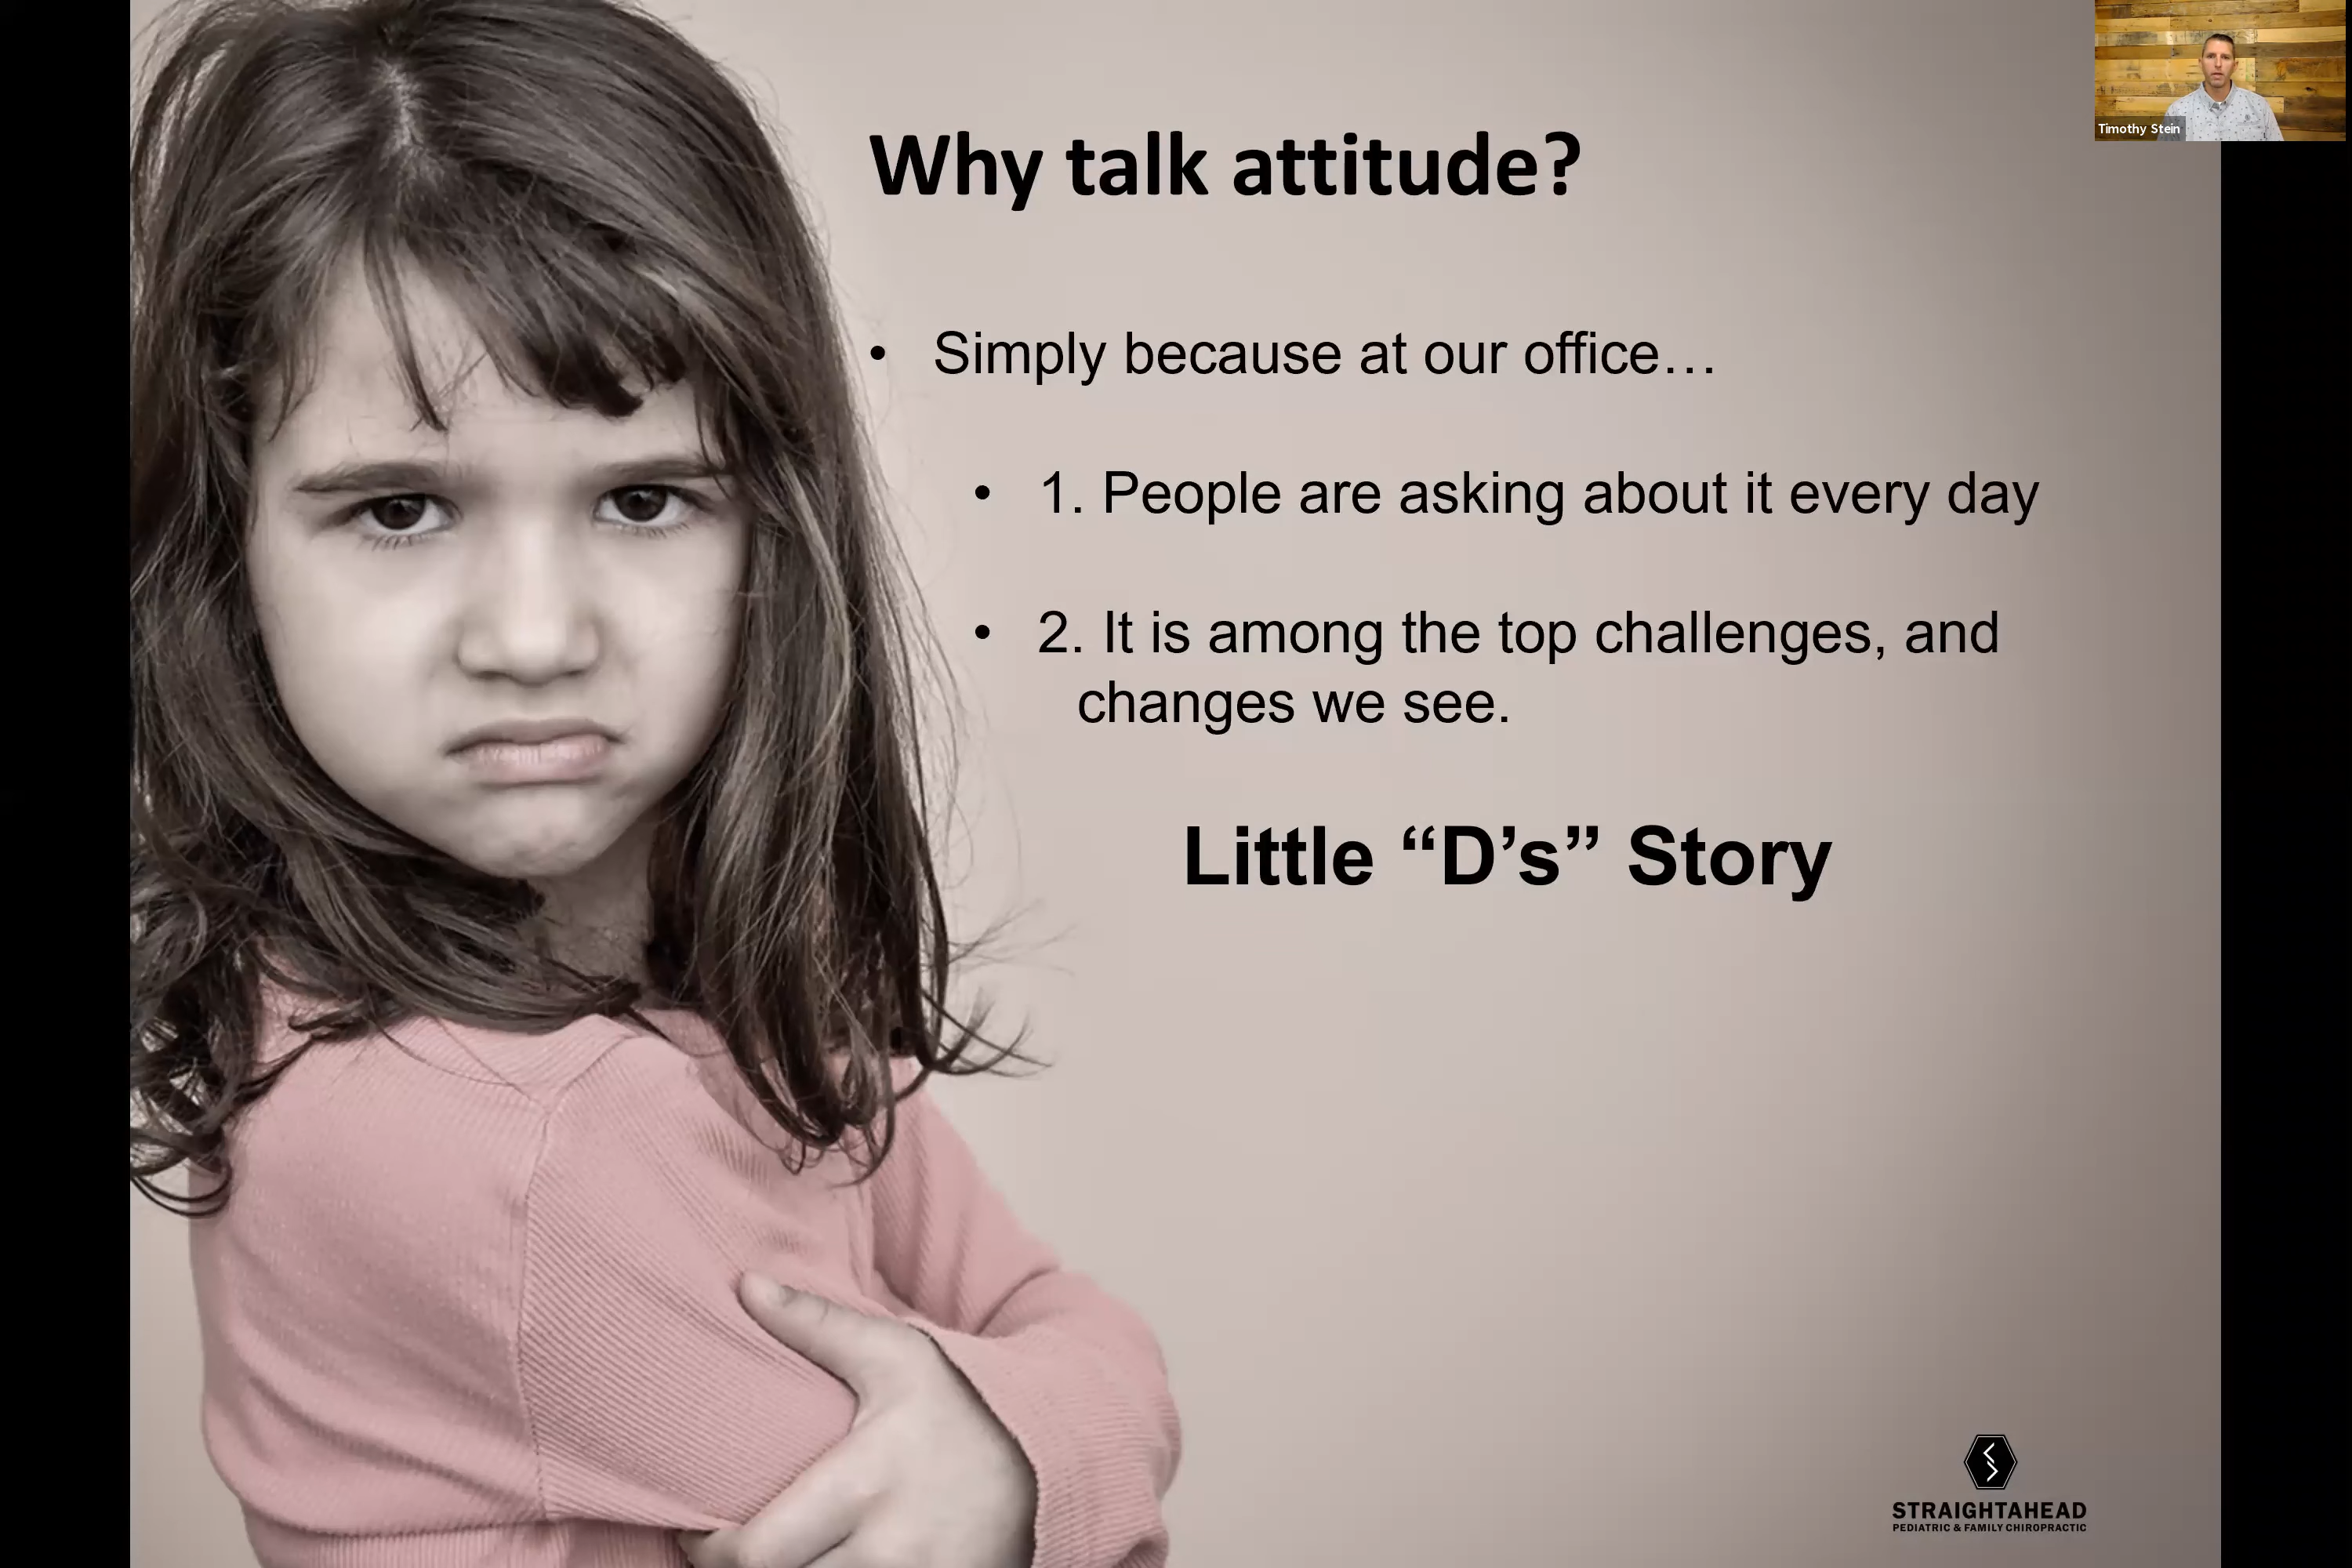 Timothy Stein
Why talk attitude?
• Simply because at our office…
• 1. People are asking about it every day
• 2. It is among the top challenges, and
changes we see.
Little “D’s” Story
STRAIGHTAHEAD
PEDIATRIC & FAMILY CHIROPRACTIC